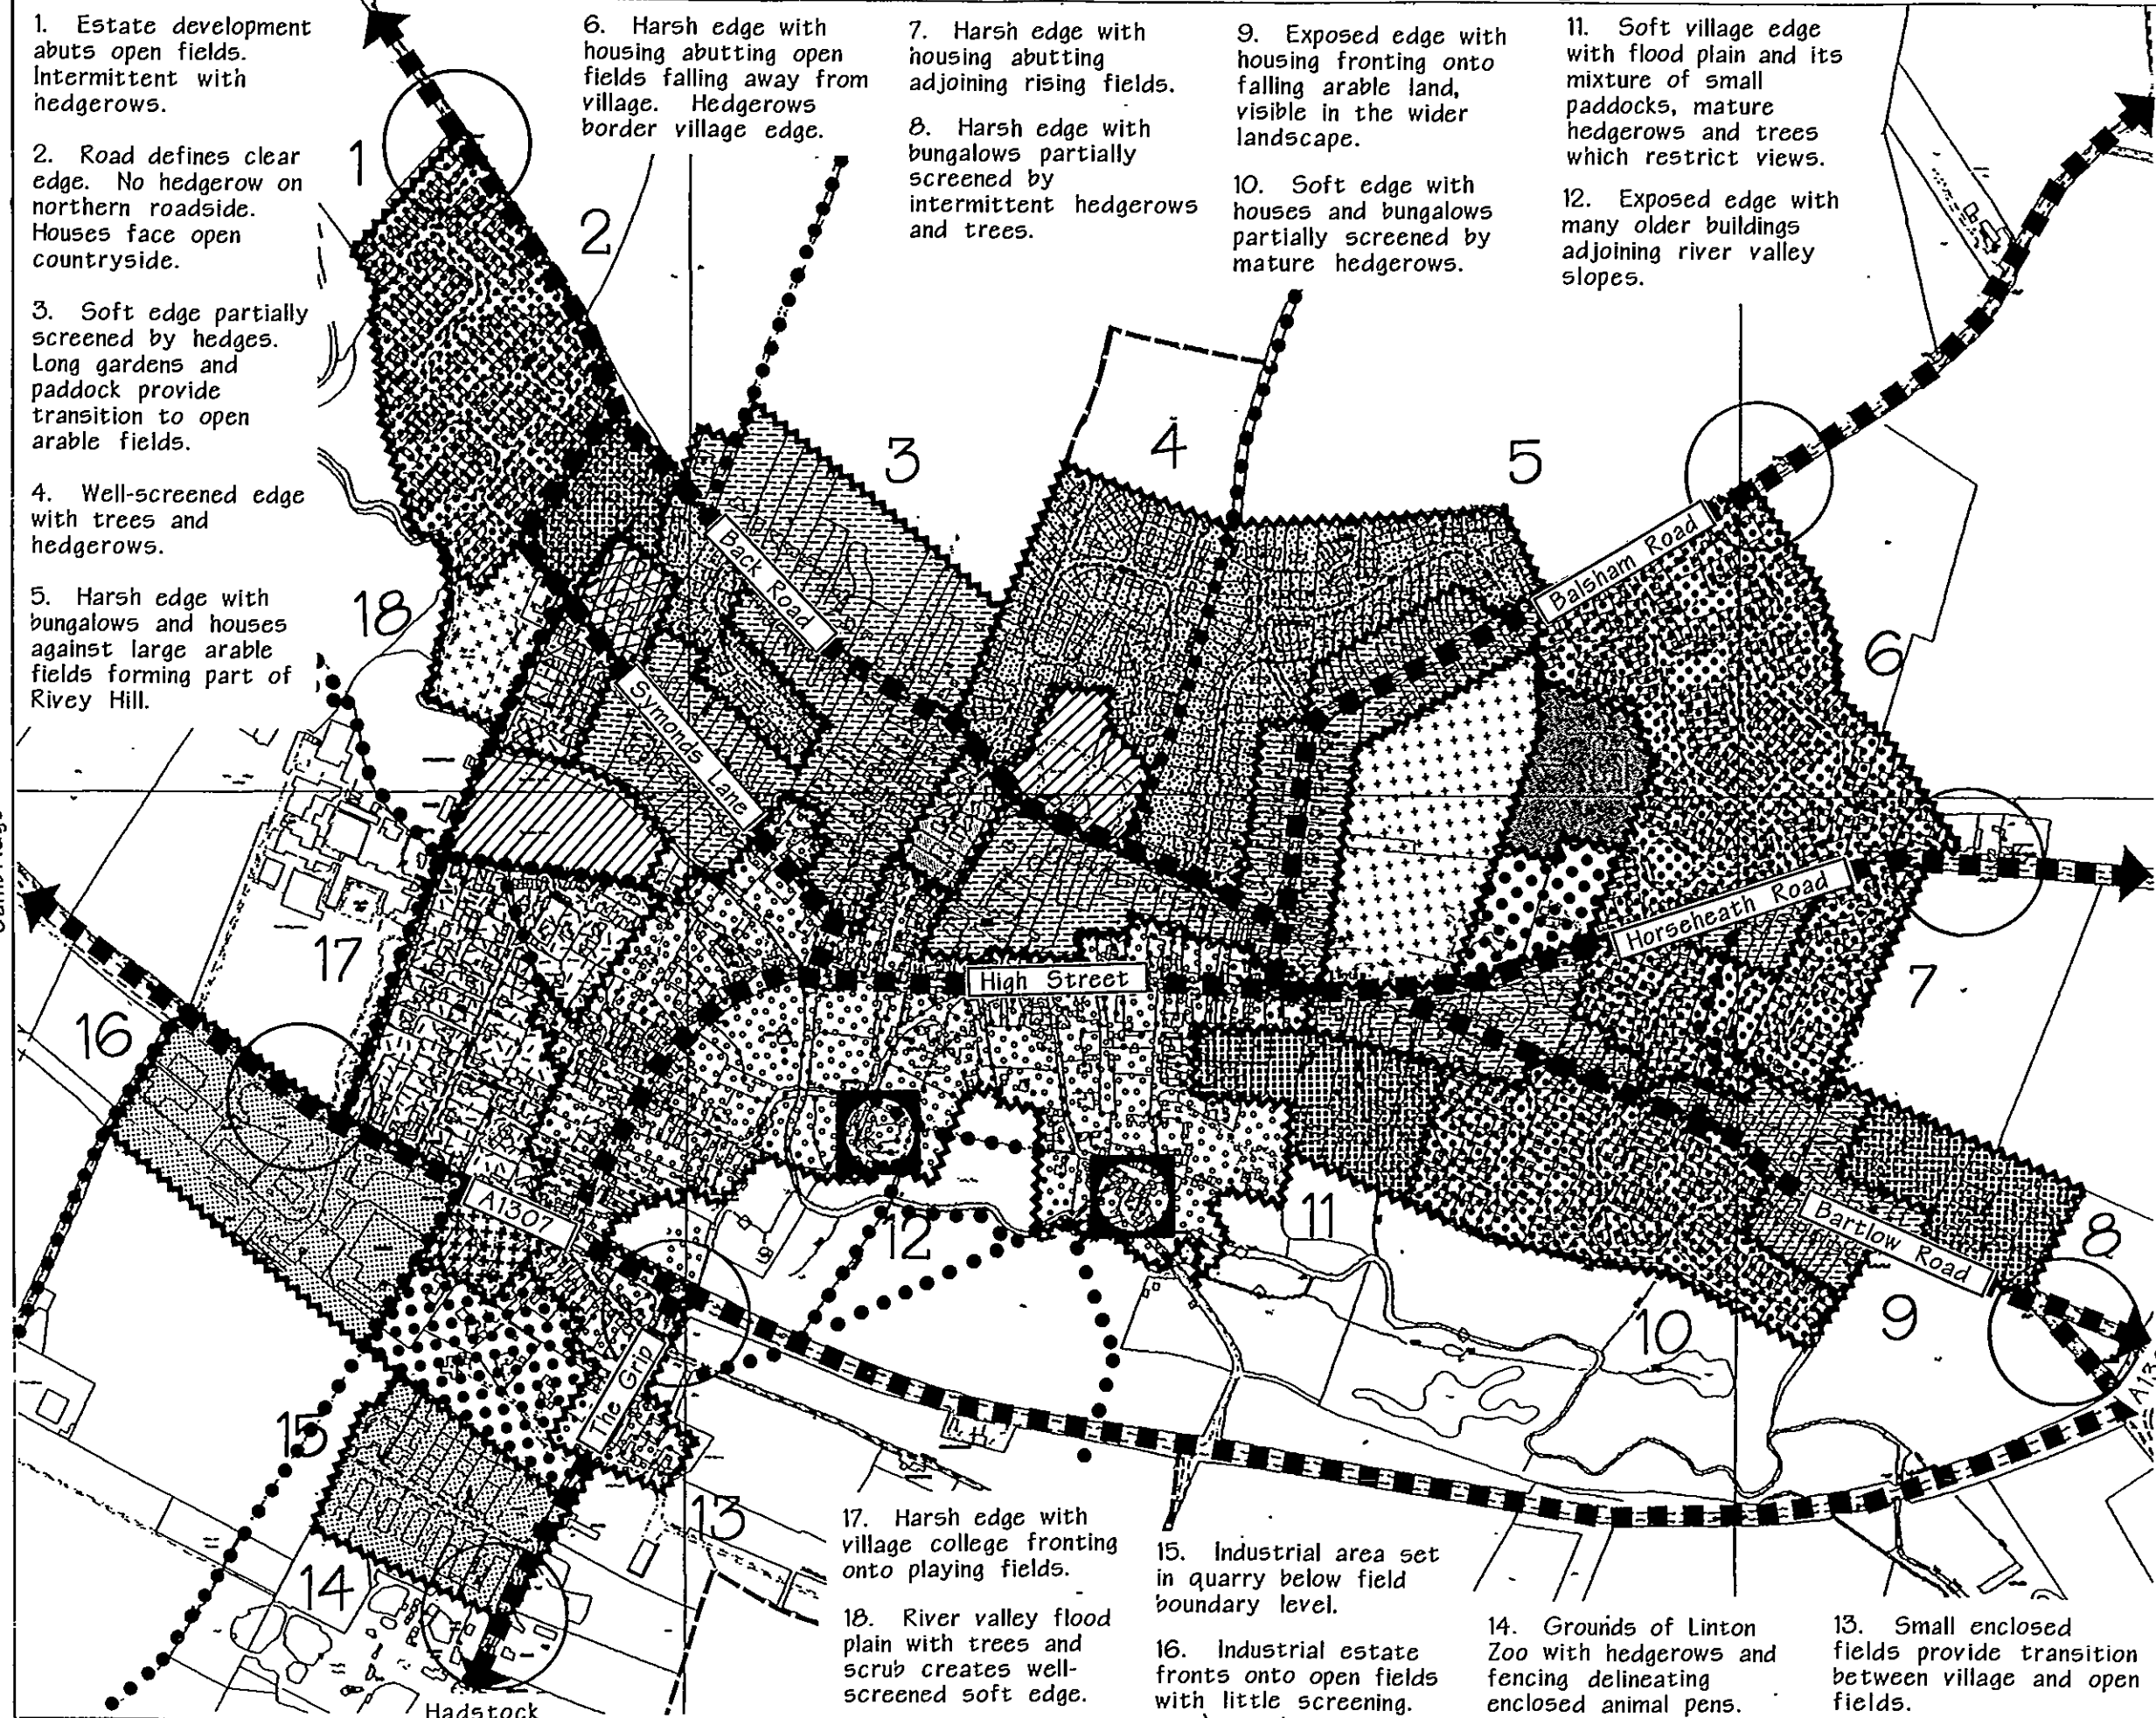 1. Estate development
abuts open fields.
Intermittent with
hedgerows.
2. Road defines clear
edge. No hedgerow on
northern roadside.
Houses face open
countryside.
3. Soft edge partially
screened by hedges.
Long gardens and
paddock provide
transition to open
arable fields.
4. Well-screened edge
with trees and
hedgerows.
5. Harsh edge with
bungalows and houses
against large arable
fields forming part of
Rivey Hill.
6. Harsh edge with
housing abutting open
fields falling away from
village. Hedgerows
border village edge.
7. Harsh edge with
housing abutting
adjoining rising fields.
8. Harsh edge with
bungalows partially
screened by
intermittent hedgerows
and trees.
9. Exposed edge with
housing fronting onto
falling arable land,
visible in the wider
landscape.
10. Soft edge with
houses and bungalows
partially screened by
mature hedgerows.
11. Soft village edge
with flood plain and its
mixture of small
paddocks, mature
hedgerows and trees
which restrict views.
12. Exposed edge with
many older buildings
adjoining river valley
slopes.
1
2
3
4
5
6
18
Back Road
Balsham Road
Symonds Lane
Horseheath Road
High Street
17
16
7
A1307
12
11
Bartlow Road
8
9
10
The Grip
15
13
14
Hadstock
17. Harsh edge with
village college fronting
onto playing fields.
18. River valley flood
plain with trees and
scrub creates well-
screened soft edge.
15. Industrial area set
in quarry below field
boundary level.
16. Industrial estate
fronts onto open fields
with little screening.
14. Grounds of Linton
Zoo with hedgerows and
fencing delineating
enclosed animal pens.
13. Small enclosed
fields provide transition
between village and open
fields.